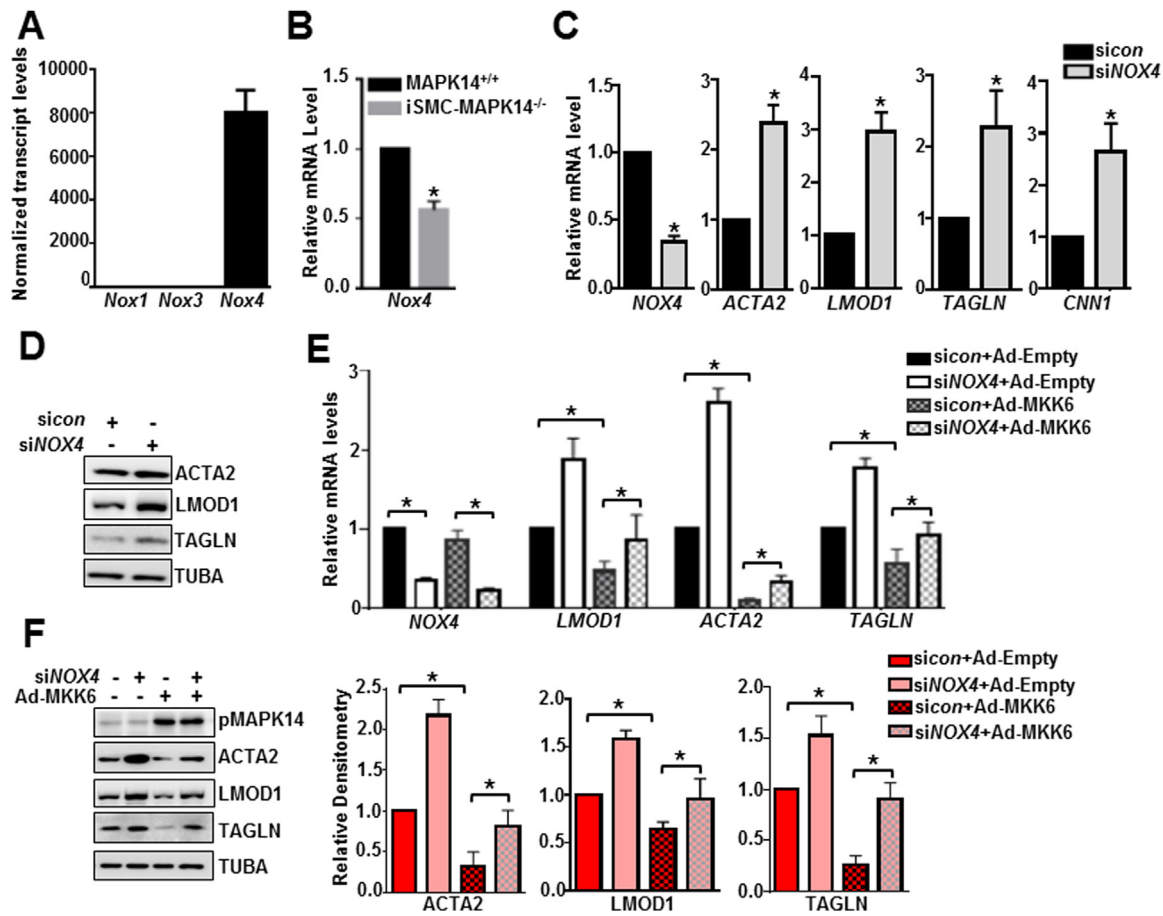 A
Normalized transcript levels
10000
8000
6000
4000
2000
0
Nox1 Nox3 Nox4
B
Relative mRNA Level
1.5
1.0
0.5
0.0
MAPK14+/+
iSMC-MAPK14-/-
*
Nox4
C
sicon
siNOX4
Relative mRNA level
1.5
1.0
0.5
0.0
*
NOX4
3
2
1
0
*
ACTA2
4
3
2
1
0
*
LMOD1
3
2
1
0
*
TAGLN
4
3
2
1
0
*
CNN1
D
sicon + -
siNOX4 - +
ACTA2
LMOD1
TAGLN
TUBA
E
sicon+Ad-Empty
siNOX4+Ad-Empty
sicon+Ad-MKK6
siNOX4+Ad-MKK6
Relative mRNA levels
3
2
1
0
* * * * * * * *
NOX4 LMOD1 ACTA2 TAGLN
F
siNOX4 - + - +
Ad-MKK6 - - + +
pMAPK14
ACTA2
LMOD1
TAGLN
TUBA
sicon+Ad-Empty
siNOX4+Ad-Empty
sicon+Ad-MKK6
siNOX4+Ad-MKK6
Relative Densitometry
2.5
2.0
1.5
1.0
0.5
0.0
* *
ACTA2
2.0
1.5
1.0
0.5
0.0
* *
LMOD1
2.0
1.5
1.0
0.5
0.0
* *
TAGLN